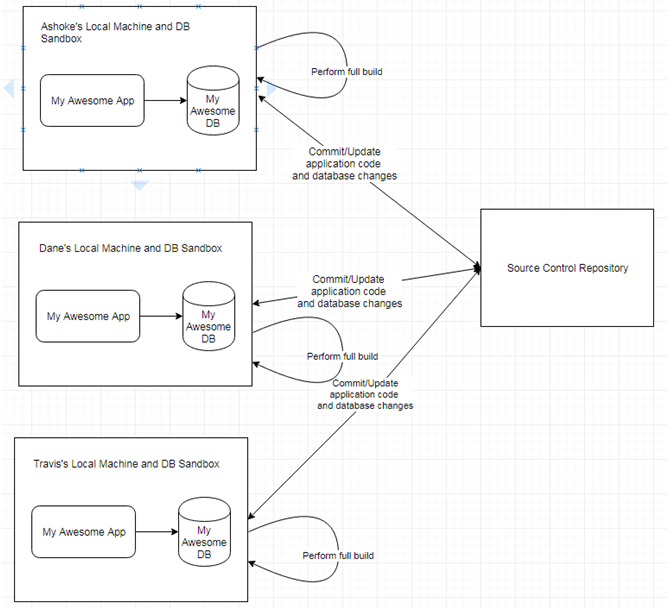 Ashoke's Local Machine and DB
Sandbox
My Awesome App
My
Awesome
DB
Perform full build
Commit/Update
application code
and database changes
Dane's Local Machine and DB Sandbox
My Awesome App
My
Awesome
DB
Commit/Update
application code
and database changes
Perform full build
Source Control Repository
Commit/Update
application code
and database changes
Travis's Local Machine and DB Sandbox
My Awesome App
My
Awesome
DB
Perform full build